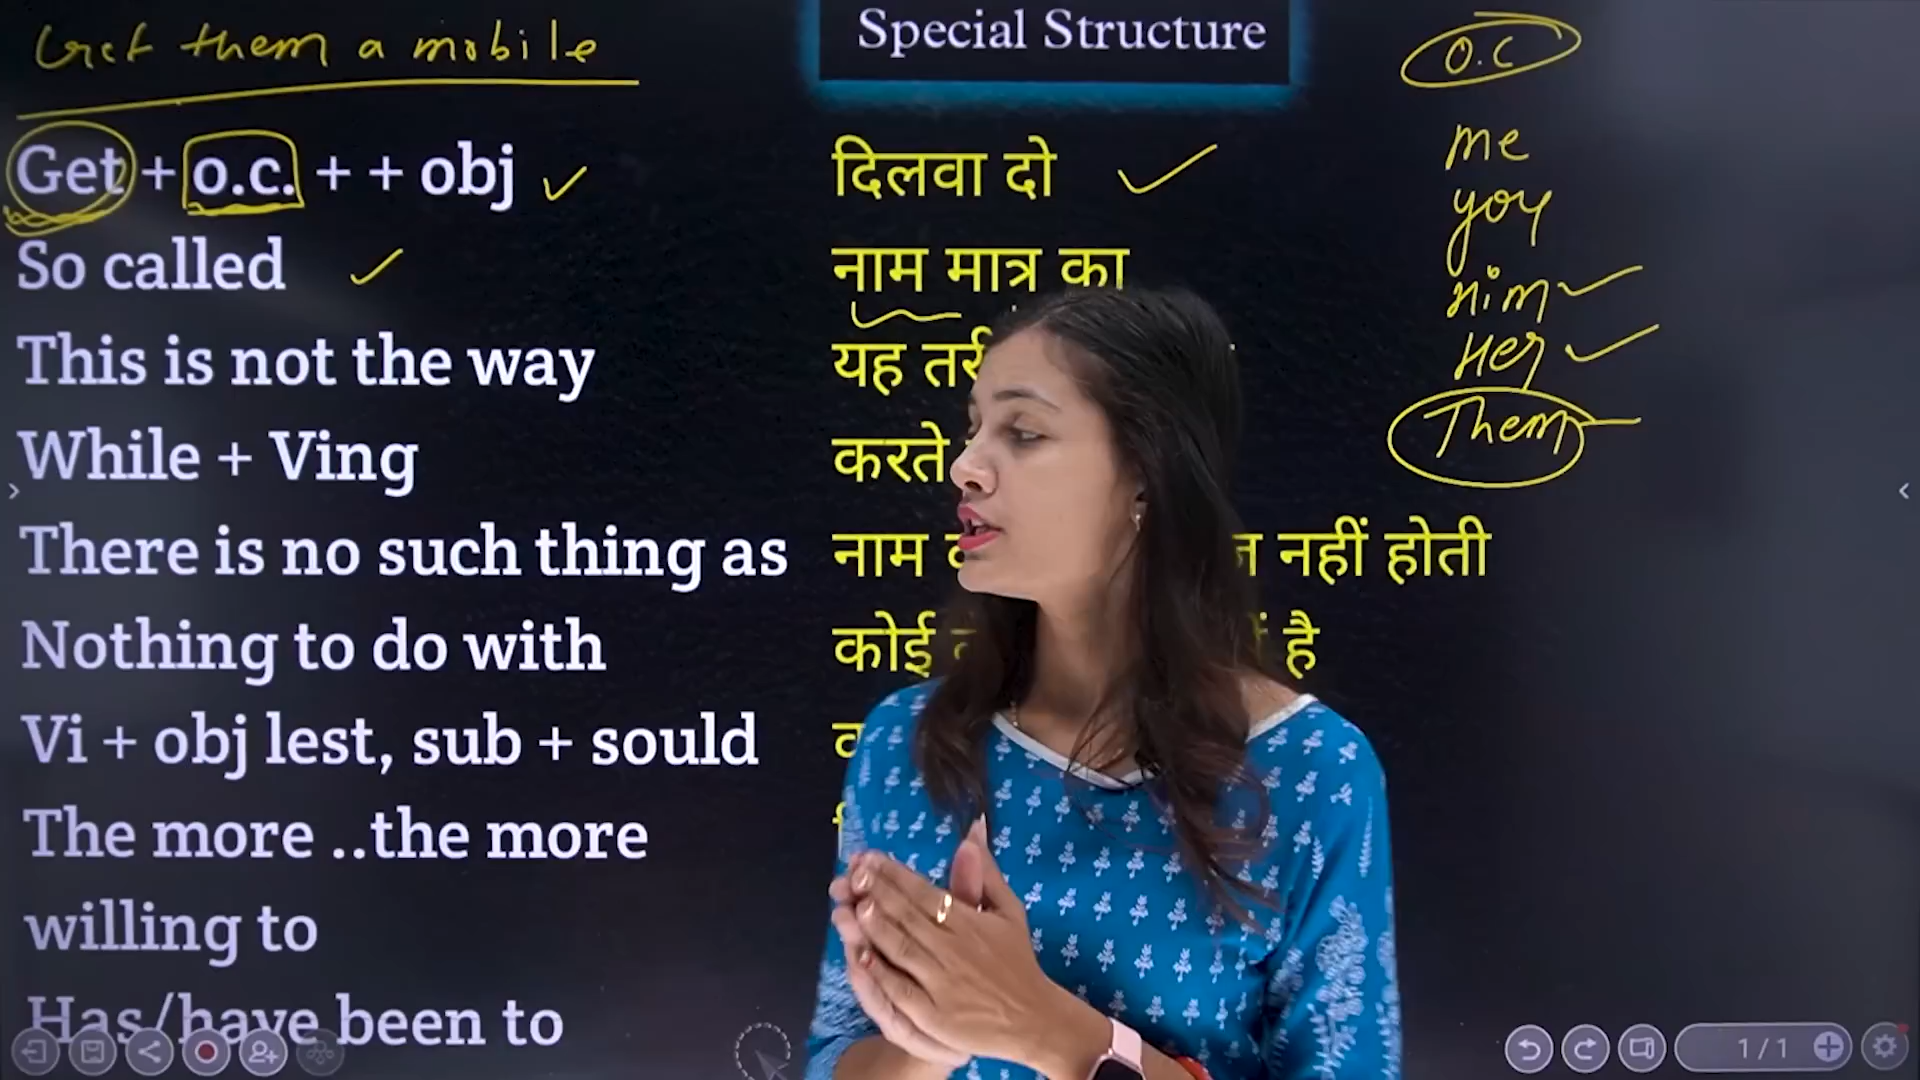 Get them a mobile
Special Structure
O.C
Get + o.c. + + obj
दिलवा दो
me
you
So called
नाम मात्र का
Him
Her
This is not the way
यह
Them
While + Ving
करते
There is no such thing as
नाम
नहीं होती
Nothing to do with
कोई
है
Vi + obj lest, sub + sould
The more ..the more
willing to
Has/have been to
1/1